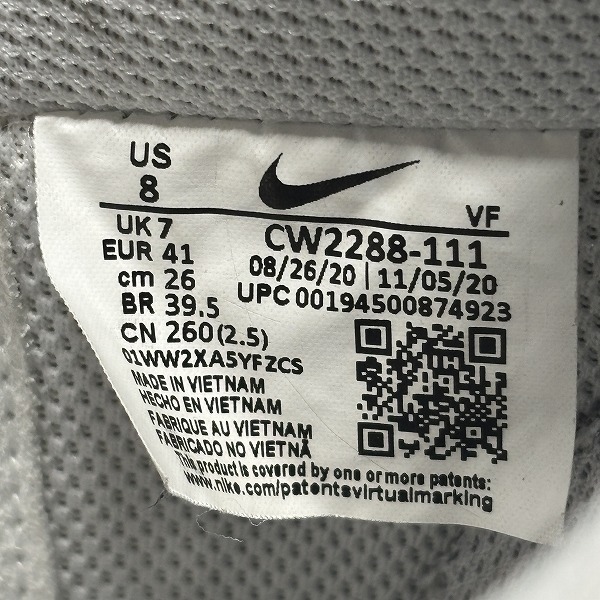 US
8
VF
UK 7
CW2288-111
EUR 41
08/26/20 | 11/05/20
cm 26
UPC 00194500874923
BR 39.5
CN 260(2.5)
01WW2XA5YFZCS
MADE IN VIETNAM
HECHO EN VIETNAM
FABRIQUE AU VIETNAM
FABRICADO NO VIETNÃ
This product is covered by one or more patents:
www.nike.com/patentsvirtualmarking